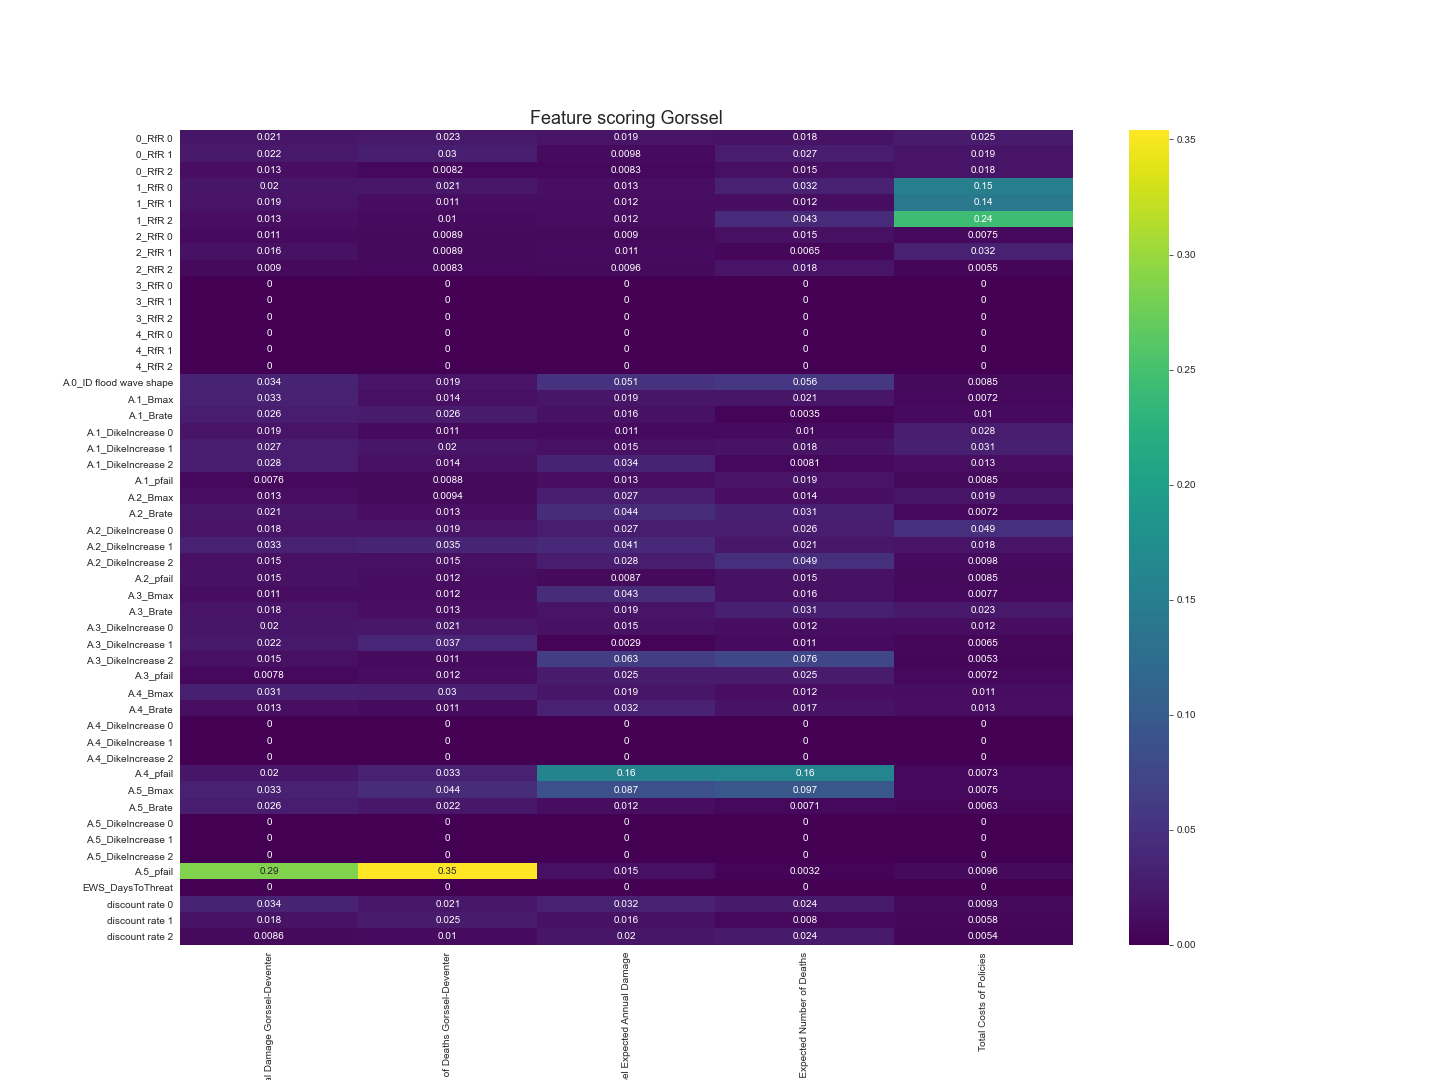 Feature scoring Gorssel
0_RfR 0 0.021 0.023 0.019 0.018 0.025
0_RfR 1 0.022 0.03 0.0098 0.027 0.019
0_RfR 2 0.013 0.0082 0.0083 0.015 0.018
1_RfR 0 0.02 0.021 0.013 0.032 0.15
1_RfR 1 0.019 0.011 0.012 0.012 0.14
1_RfR 2 0.013 0.01 0.012 0.043 0.24
2_RfR 0 0.011 0.0089 0.009 0.015 0.0075
2_RfR 1 0.016 0.0089 0.011 0.0065 0.032
2_RfR 2 0.009 0.0083 0.0096 0.018 0.0055
3_RfR 0 0 0 0 0 0
3_RfR 1 0 0 0 0 0
3_RfR 2 0 0 0 0 0
4_RfR 0 0 0 0 0 0
4_RfR 1 0 0 0 0 0
4_RfR 2 0 0 0 0 0
A.0_ID flood wave shape 0.034 0.019 0.051 0.056 0.0085
A.1_Bmax 0.033 0.014 0.019 0.021 0.0072
A.1_Brate 0.026 0.026 0.016 0.0035 0.01
A.1_DikeIncrease 0 0.019 0.011 0.011 0.01 0.028
A.1_DikeIncrease 1 0.027 0.02 0.015 0.018 0.031
A.1_DikeIncrease 2 0.028 0.014 0.034 0.0081 0.013
A.1_pfail 0.0076 0.0088 0.013 0.019 0.0085
A.2_Bmax 0.013 0.0094 0.027 0.014 0.019
A.2_Brate 0.021 0.013 0.044 0.031 0.0072
A.2_DikeIncrease 0 0.018 0.019 0.027 0.026 0.049
A.2_DikeIncrease 1 0.033 0.035 0.041 0.021 0.018
A.2_DikeIncrease 2 0.015 0.015 0.028 0.049 0.0098
A.2_pfail 0.015 0.012 0.0087 0.015 0.0085
A.3_Bmax 0.011 0.012 0.043 0.016 0.0077
A.3_Brate 0.018 0.013 0.019 0.031 0.023
A.3_DikeIncrease 0 0.02 0.021 0.015 0.012 0.012
A.3_DikeIncrease 1 0.022 0.037 0.0029 0.011 0.0065
A.3_DikeIncrease 2 0.015 0.011 0.063 0.076 0.0053
A.3_pfail 0.0078 0.012 0.025 0.025 0.0072
A.4_Bmax 0.031 0.03 0.019 0.012 0.011
A.4_Brate 0.013 0.011 0.032 0.017 0.013
A.4_DikeIncrease 0 0 0 0 0 0
A.4_DikeIncrease 1 0 0 0 0 0
A.4_DikeIncrease 2 0 0 0 0 0
A.4_pfail 0.02 0.033 0.16 0.16 0.0073
A.5_Bmax 0.033 0.044 0.087 0.097 0.0075
A.5_Brate 0.026 0.022 0.012 0.0071 0.0063
A.5_DikeIncrease 0 0 0 0 0 0
A.5_DikeIncrease 1 0 0 0 0 0
A.5_DikeIncrease 2 0 0 0 0 0
A.5_pfail 0.29 0.35 0.015 0.0032 0.0096
EWS_DaysToThreat 0 0 0 0 0
discount rate 0 0.034 0.021 0.032 0.024 0.0093
discount rate 1 0.018 0.025 0.016 0.008 0.0058
discount rate 2 0.0086 0.01 0.02 0.024 0.0054
Damage Gorssel-Deventer
of Deaths Gorssel-Deventer
Expected Annual Damage
Expected Number of Deaths
Total Costs of Policies
0.35
0.30
0.25
0.20
0.15
0.10
0.05
0.00